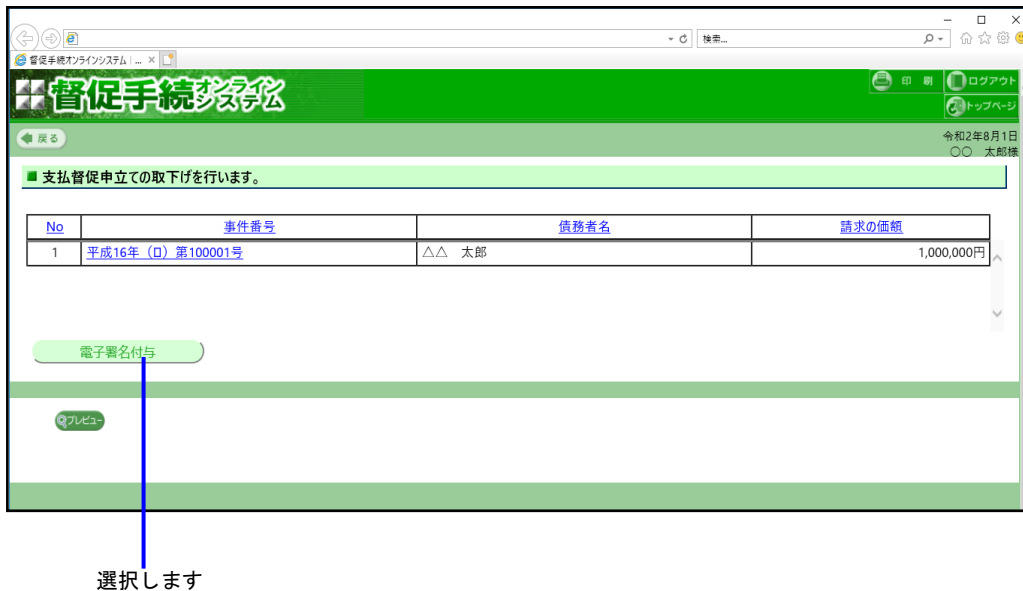 検索...
督促手続オンラインシステム | ...
督促手続オンラインシステム
印 刷
ログアウト
トップページ
戻る
令和2年8月1日
○○ 太郎様
支払督促申立ての取下げを行います。
No 事件番号 債務者名 請求の価額
1 平成16年（ロ）第100001号 △△ 太郎 1,000,000円
電子署名付与
プレビュー
選択します